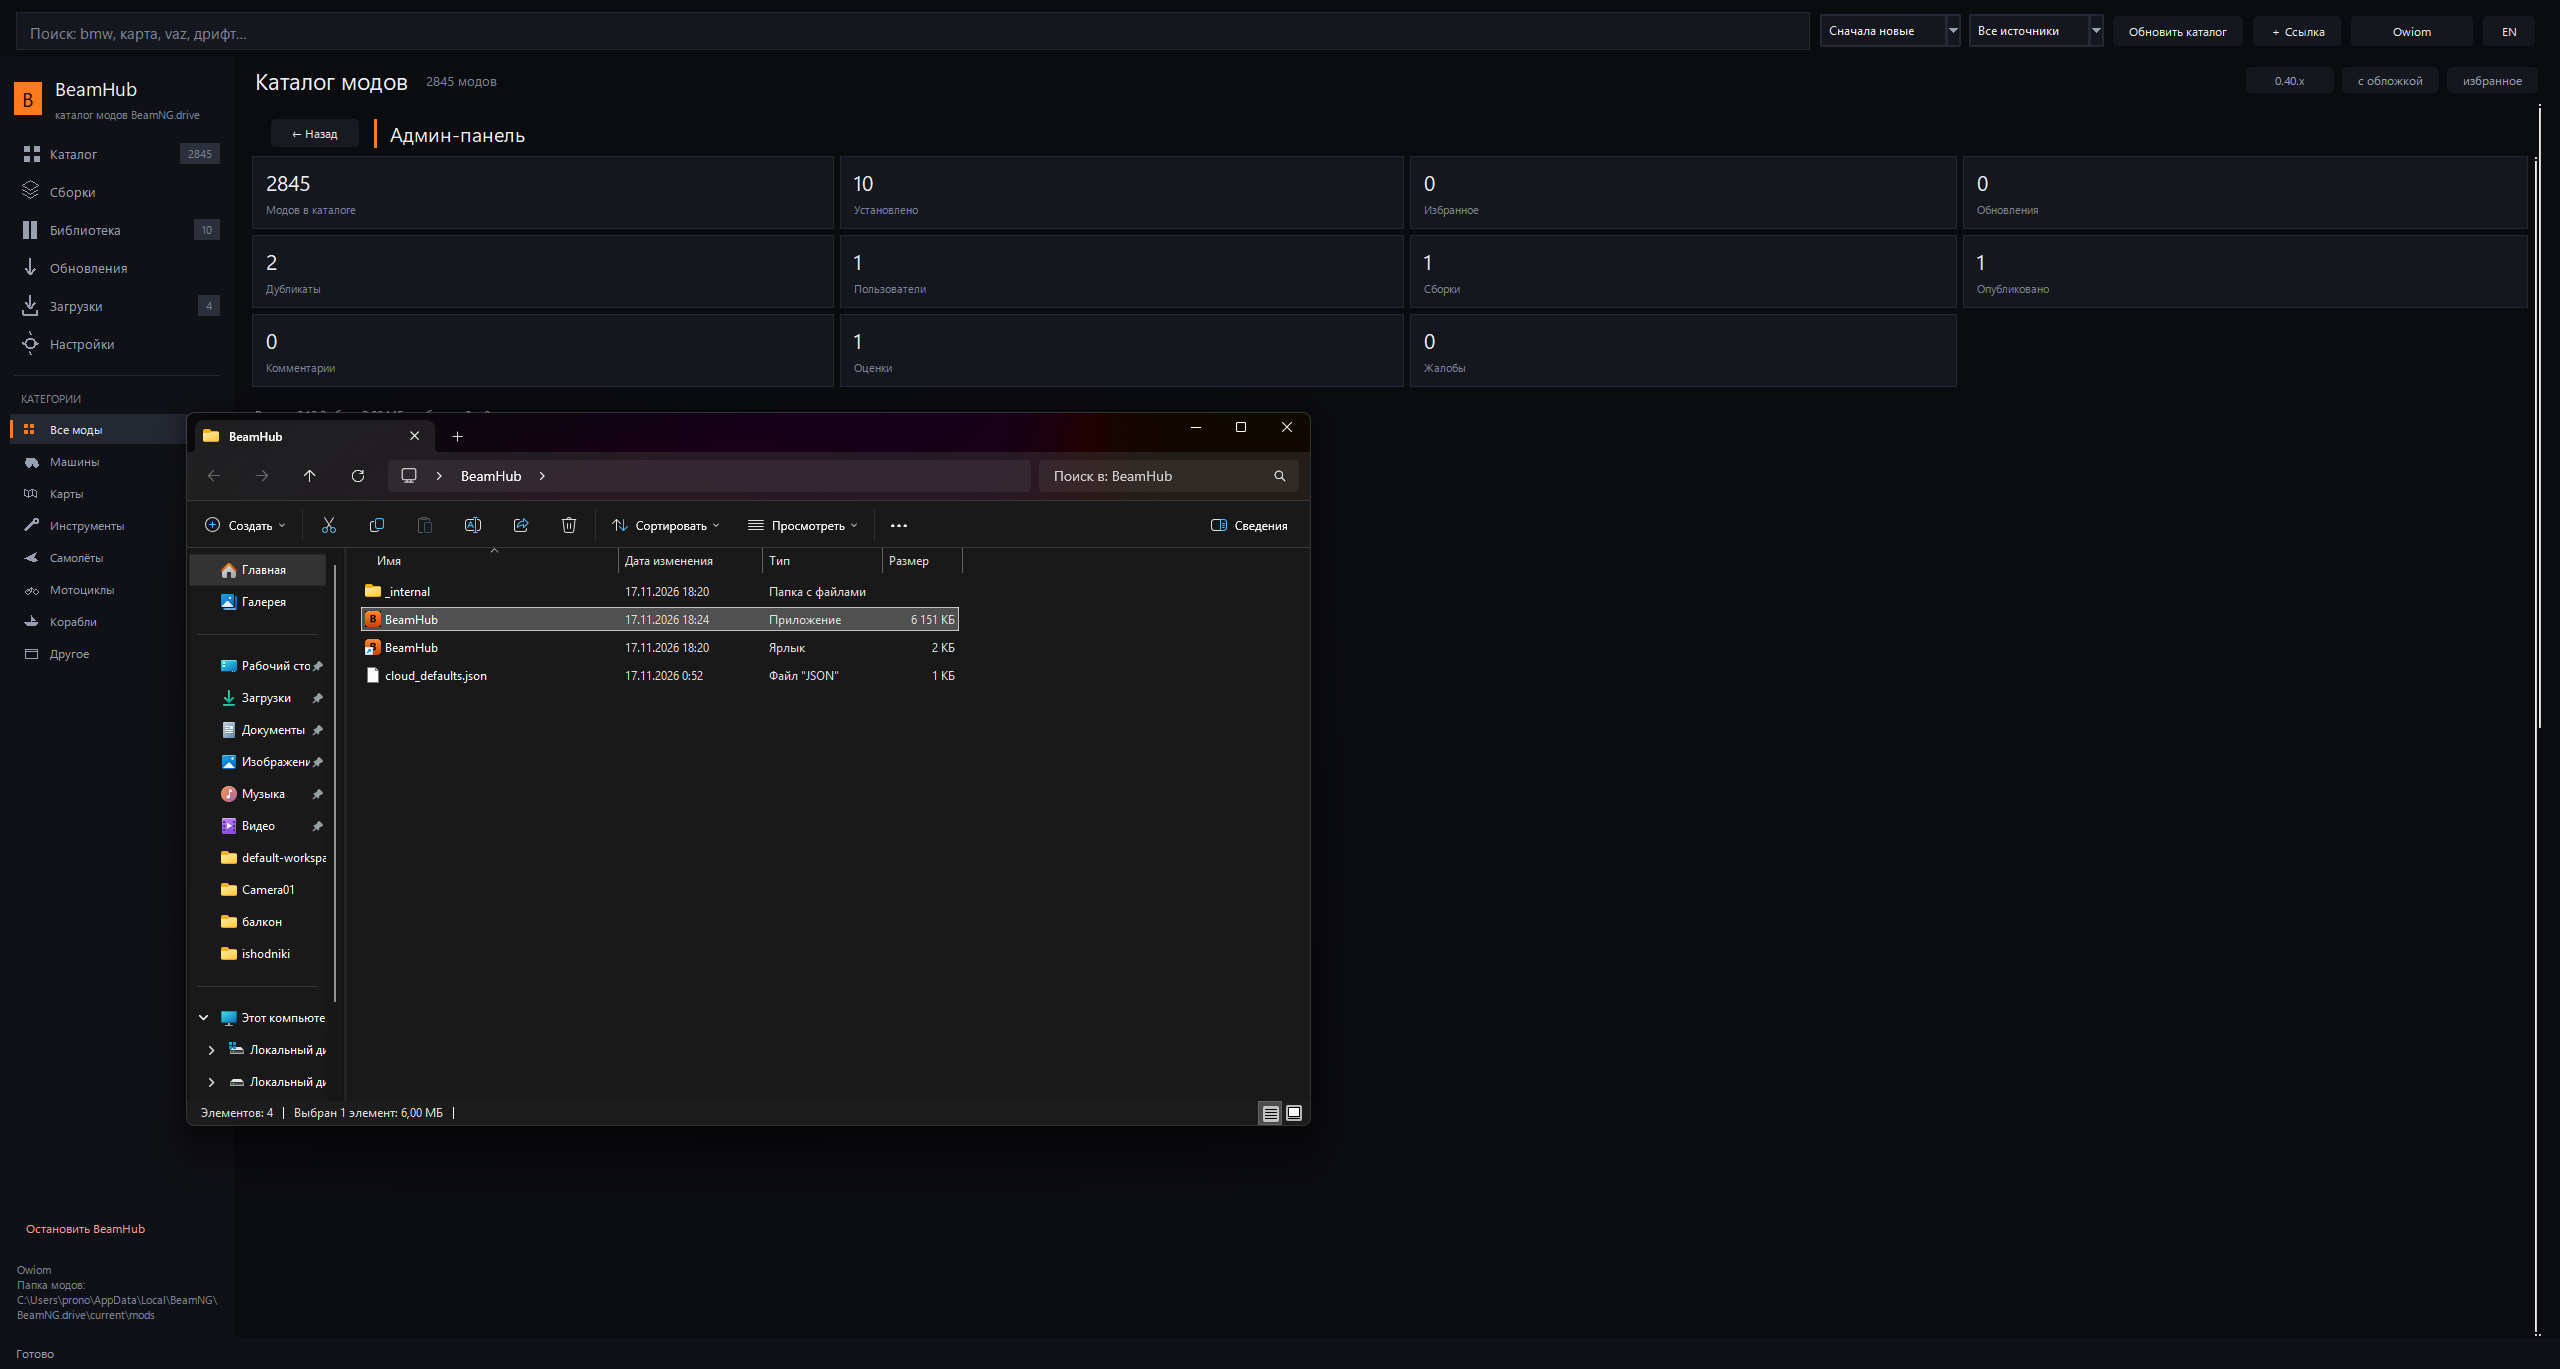 Поиск: bmw, карта, vaz, дрифт...
Сначала новые
Все источники
Обновить каталог
+ Ссылка
Owiom
EN
B
BeamHub
каталог модов BeamNG.drive
Каталог модов
2845 модов
0.40.x
с обложкой
избранное
Каталог
2845
Сборки
Библиотека
10
Обновления
Загрузки
4
Настройки
КАТЕГОРИИ
Все моды
Машины
Карты
Инструменты
Самолёты
Мотоциклы
Корабли
Другое
← Назад
Админ-панель
2845
Модов в каталоге
10
Установлено
0
Избранное
0
Обновления
2
Дубликаты
1
Пользователи
1
Сборки
1
Опубликовано
0
Комментарии
1
Оценки
0
Жалобы
BeamHub
BeamHub
Поиск в: BeamHub
Создать
Сортировать
Просмотреть
Сведения
Имя
Дата изменения
Тип
Размер
_internal
17.11.2026 18:20
Папка с файлами
BeamHub
17.11.2026 18:24
Приложение
6 151 КБ
BeamHub
17.11.2026 18:20
Ярлык
2 КБ
cloud_defaults.json
17.11.2026 0:52
Файл "JSON"
1 КБ
Главная
Галерея
Рабочий сто
Загрузки
Документы
Изображени
Музыка
Видео
default-workspa
Camera01
балкон
ishodniki
Этот компьюте
Локальный ди
Локальный ди
Элементов: 4
Выбран 1 элемент: 6,00 МБ
Остановить BeamHub
Owiom
Папка модов:
C:\Users\prono\AppData\Local\BeamNG\
BeamNG.drive\current\mods
Готово